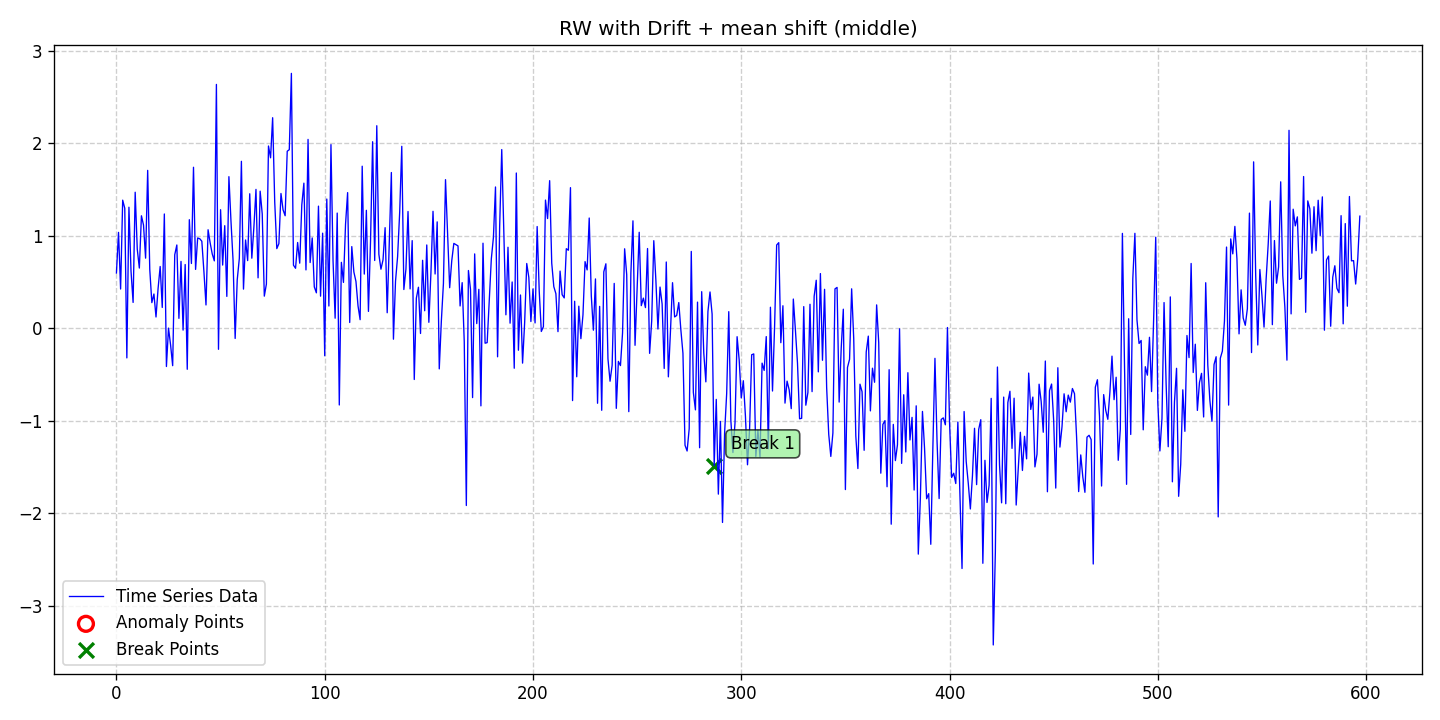 RW with Drift + mean shift (middle)
3
2
1
0
−1
−2
−3
Break 1
Time Series Data
Anomaly Points
Break Points
0 100 200 300 400 500 600